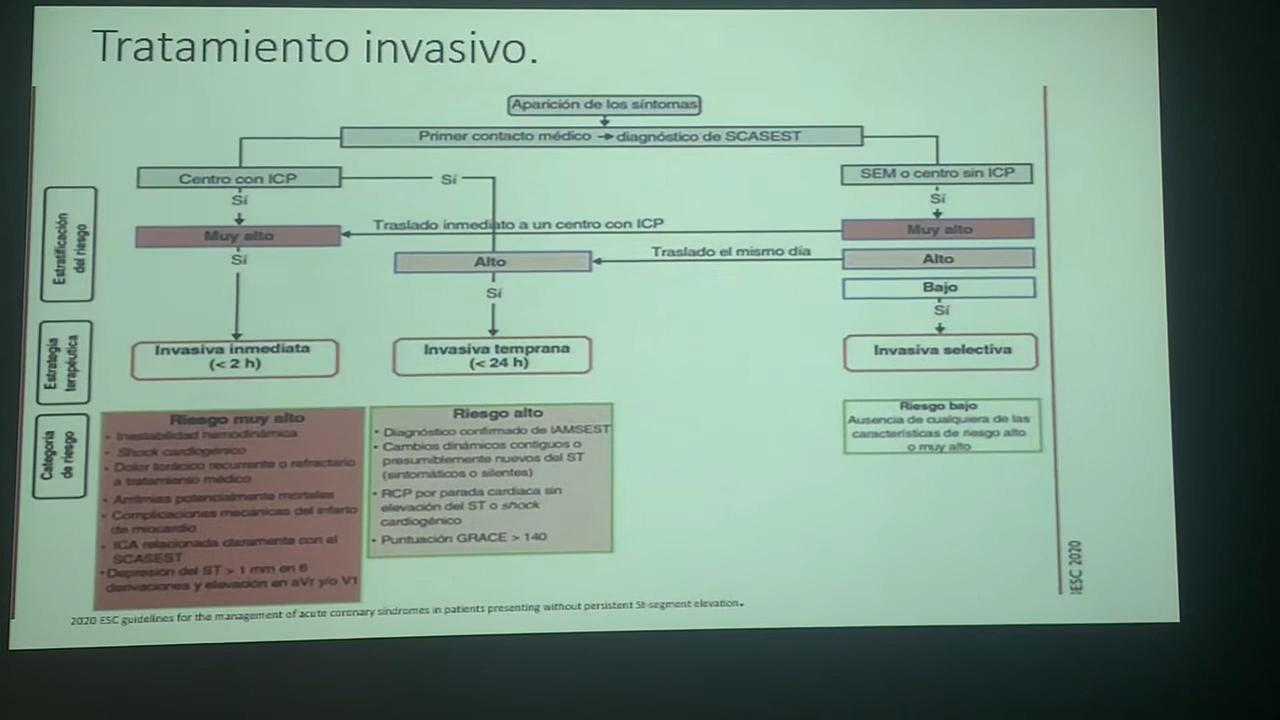 Tratamiento invasivo.
Aparición de los síntomas
Primer contacto médico → diagnóstico de SCASEST
Centro con ICP
Sí
SEM o centro sin ICP
Sí
Sí
Estratificación
del riesgo
Traslado inmediato a un centro con ICP
Muy alto
Muy alto
Traslado el mismo día
Alto
Alto
Sí
Bajo
Sí
Sí
Estrategia
terapéutica
Invasiva inmediata
(< 2 h)
Invasiva temprana
(< 24 h)
Invasiva selectiva
Categoría
de riesgo
Riesgo muy alto
• Inestabilidad hemodinámica
• Shock cardiogénico
• Dolor torácico recurrente o refractario
a tratamiento médico
• Arritmias potencialmente mortales
• Complicaciones mecánicas del infarto
de miocardio
• ICA relacionada claramente con el
SCASEST
• Depresión del ST > 1 mm en 6
derivaciones y elevación en aVr y/o V1
Riesgo alto
• Diagnóstico confirmado de IAMSEST
• Cambios dinámicos contiguos o
presumiblemente nuevos del ST
(sintomáticos o silentes)
• RCP por parada cardiaca sin
elevación del ST o shock
cardiogénico
• Puntuación GRACE > 140
Riesgo bajo
Ausencia de cualquiera de las
características de riesgo alto
o muy alto
ESC 2020
2020 ESC guidelines for the management of acute coronary sindromes in patients presenting without persistent St-segment elevation.